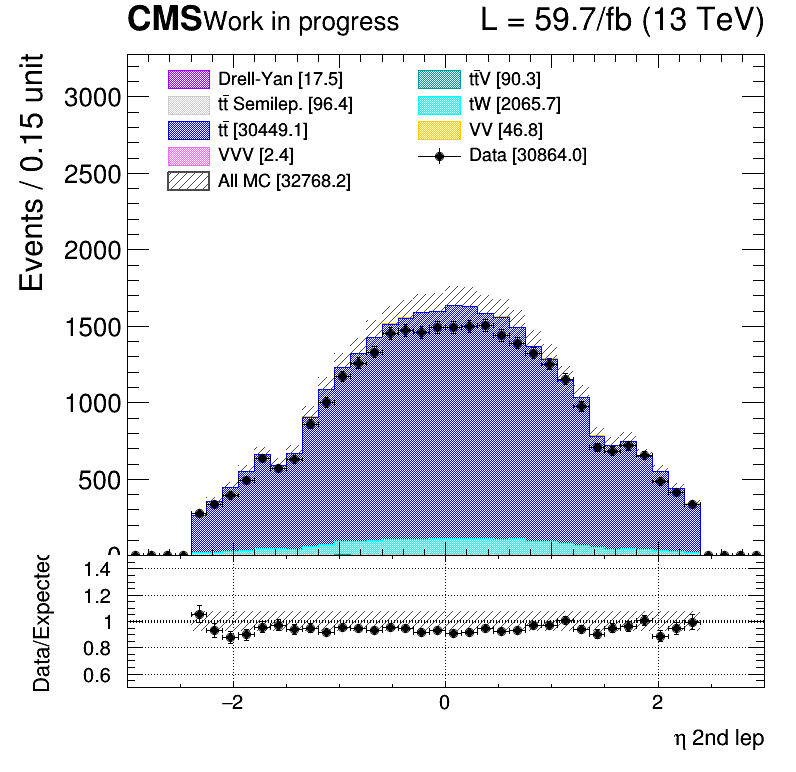 CMS Work in progress L = 59.7/fb (13 TeV)
Events / 0.15 unit
3000
2500
2000
1500
1000
500
0
Drell-Yan [17.5]
tt̄ Semilep. [96.4]
tt̄ [30449.1]
VVV [2.4]
All MC [32768.2]
tt̄V [90.3]
tW [2065.7]
VV [46.8]
Data [30864.0]
Data/Expected
1.4
1.2
1
0.8
0.6
−2 0 2
η 2nd lep